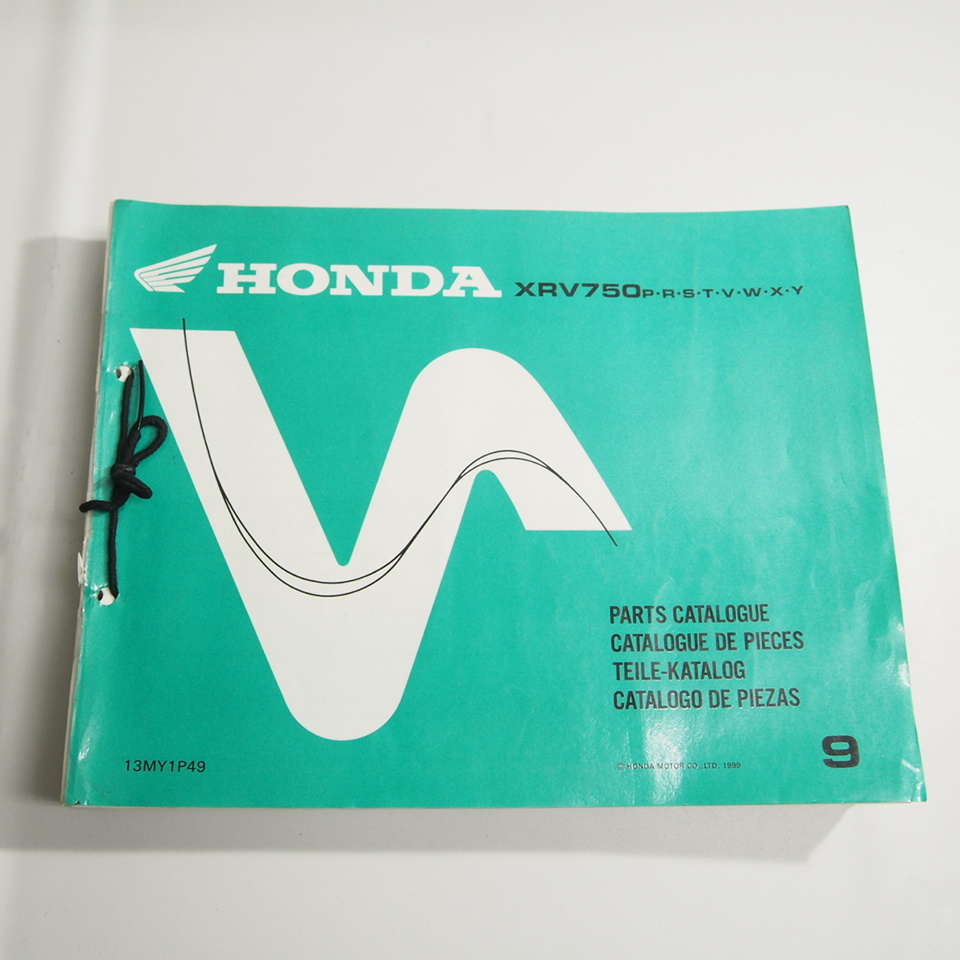 HONDA XRV750P·R·S·T·V·W·X·Y
PARTS CATALOGUE
CATALOGUE DE PIECES
TEILE-KATALOG
CATALOGO DE PIEZAS
13MY1P49
© HONDA MOTOR CO., LTD. 1999
9